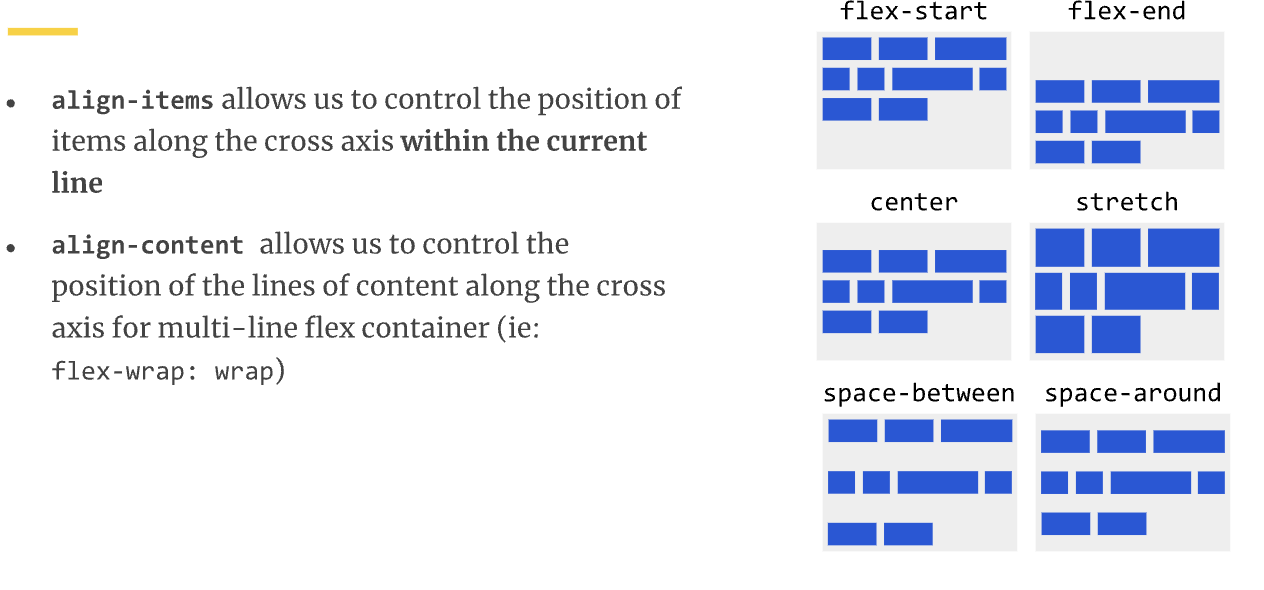 ● align-items allows us to control the position of
items along the cross axis within the current
line
● align-content allows us to control the
position of the lines of content along the cross
axis for multi-line flex container (ie:
flex-wrap: wrap)
flex-start flex-end
center stretch
space-between space-around